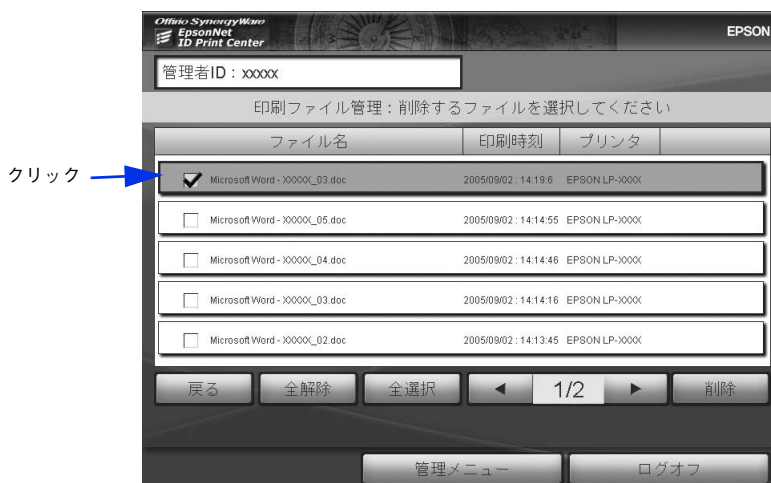 Offirio SynergyWare
EpsonNet
ID Print Center
EPSON
管理者ID:xxxxx
印刷ファイル管理:削除するファイルを選択してください
ファイル名 印刷時刻 プリンタ
クリック
Microsoft Word - XXXXX_03.doc 2005/09/02 : 14:19:6 EPSON LP-XXXX
Microsoft Word - XXXXX_05.doc 2005/09/02 : 14:14:55 EPSON LP-XXXX
Microsoft Word - XXXXX_04.doc 2005/09/02 : 14:14:46 EPSON LP-XXXX
Microsoft Word - XXXXX_03.doc 2005/09/02 : 14:14:16 EPSON LP-XXXX
Microsoft Word - XXXXX_02.doc 2005/09/02 : 14:13:45 EPSON LP-XXXX
戻る 全解除 全選択 ◀ 1/2 ▶ 削除
管理メニュー ログオフ